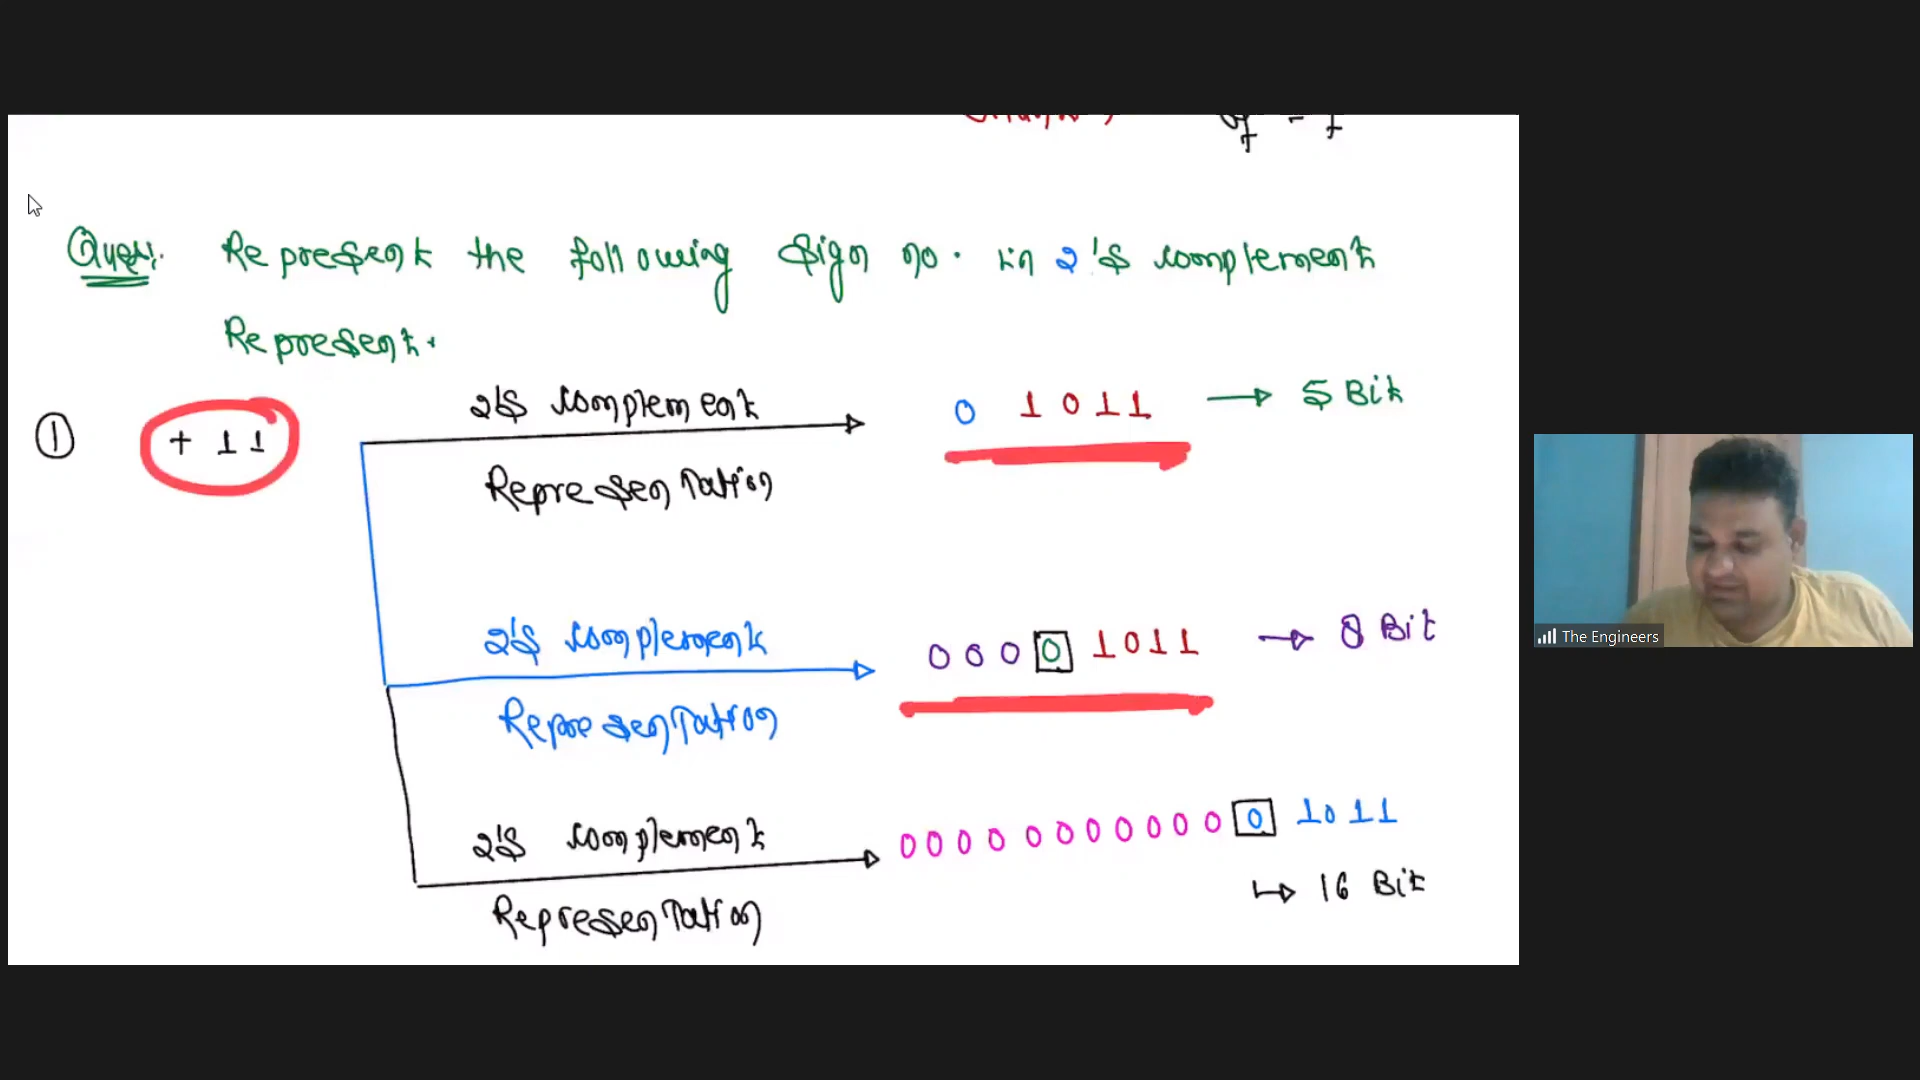 Ques:. Represent the following Sign no. in 2's complement
Represent.
① + 11
2's complement
Representation
0 1011 → 5 Bit
2's complement
Representation
000 0 1011 → 8 Bit
2's complement
Representation
00000000000 0 1011
↳ 16 Bit
The Engineers